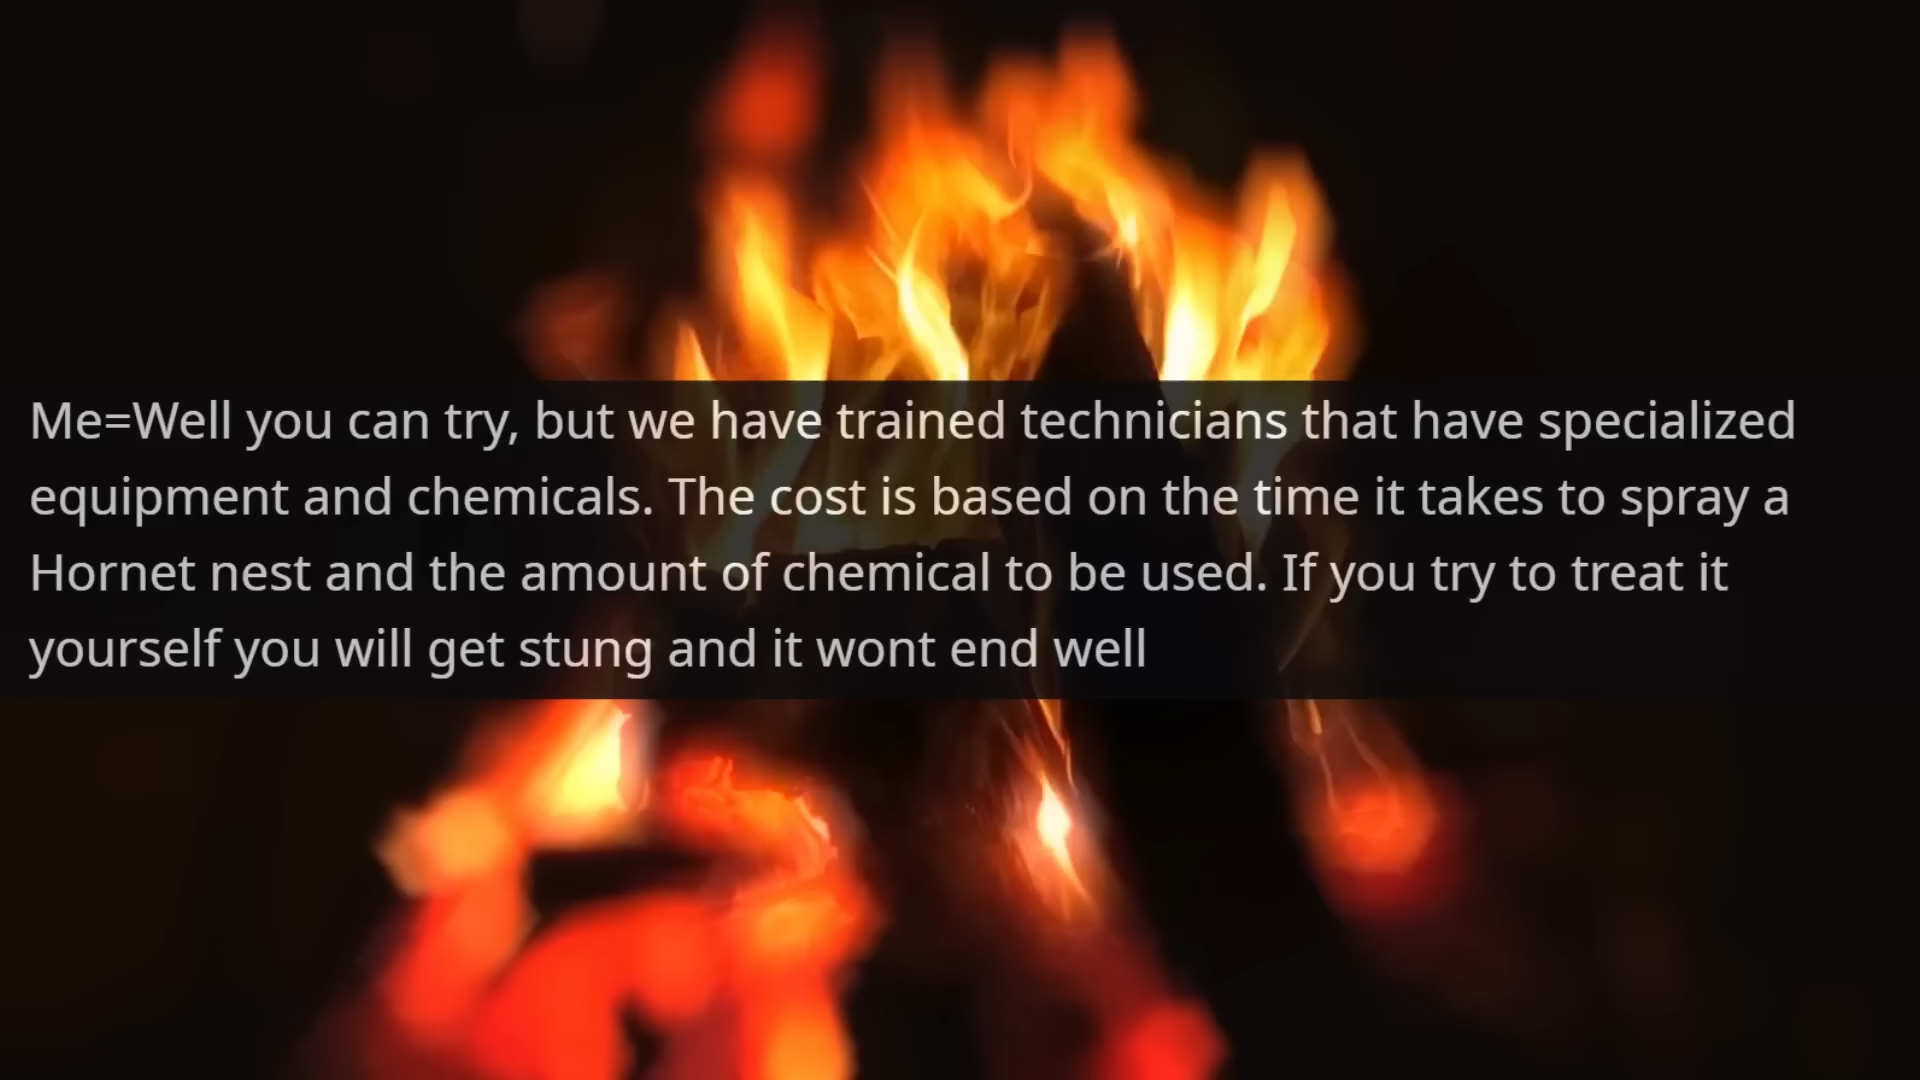 Me=Well you can try, but we have trained technicians that have specialized
equipment and chemicals. The cost is based on the time it takes to spray a
Hornet nest and the amount of chemical to be used. If you try to treat it
yourself you will get stung and it wont end well